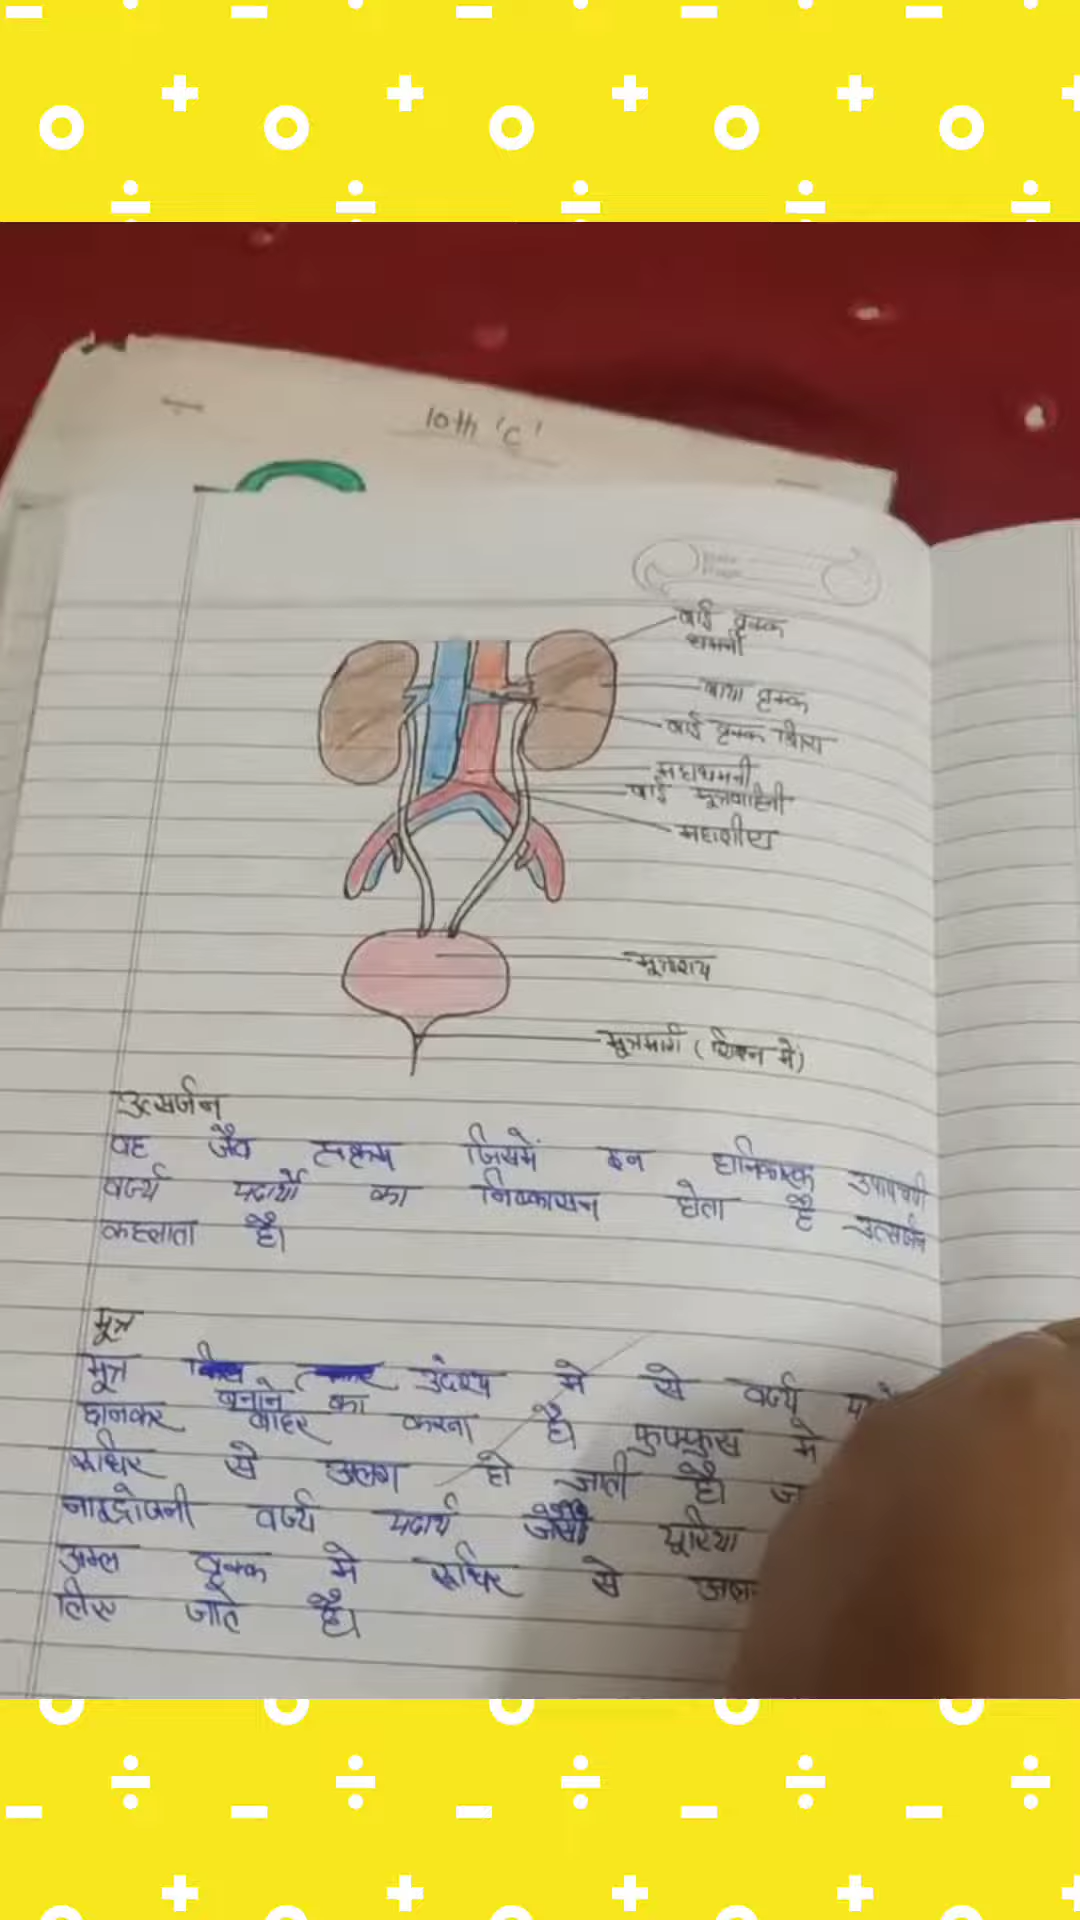 10th 'C'
बाई वृक्क
धमनी
बाया वृक्क
बाई वृक्क शिरा
महाधमनी
बाई मूत्रवाहिनी
महाशीरा
मूत्राशय
मूत्रमार्ग ( शिश्न में)
उत्सर्जन
वह जैव प्रक्रम जिसमें इन हानिकारक उपापचयी
वर्ज्य पदार्थो का निष्कासन होता है उत्सर्जन
कहलाता है।
मूत्र
मूत्र बनाने का उद्देश्य में से वर्ज्य
छानकर बाहर करना है। फुफ्फुस में
रूधिर से अलग हो जाती है।
नाइट्रोजनी वर्ज्य पदार्थ जैसे यूरिया
अम्ल वृक्क में रूधिर से
लिए जाते है।